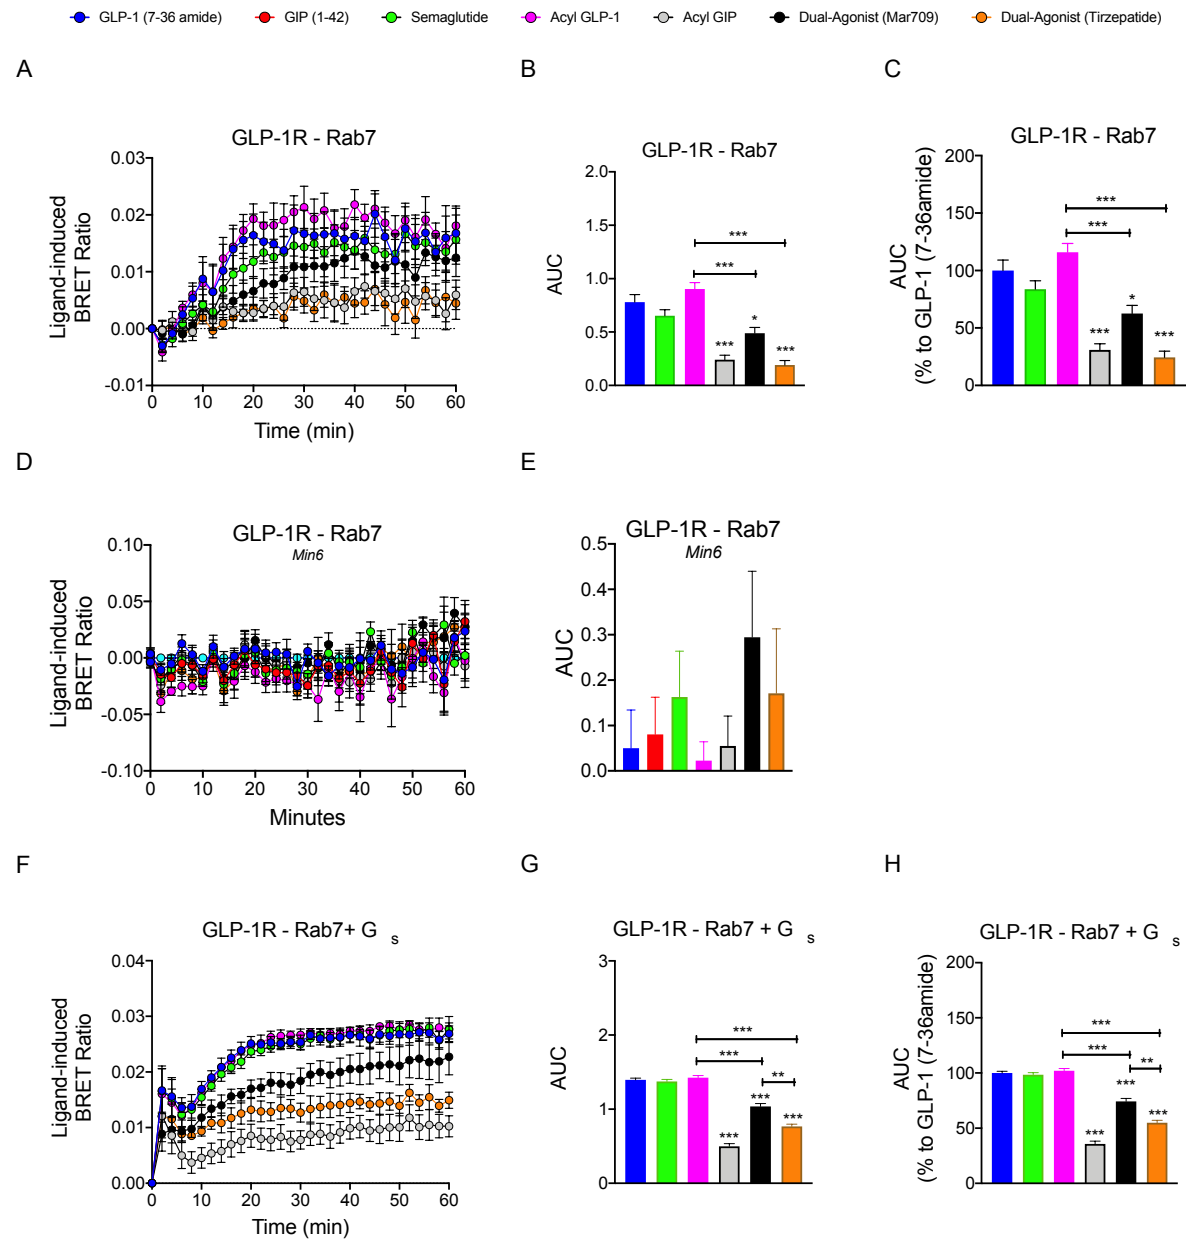 GLP-1 (7-36 amide) GIP (1-42) Semaglutide Acyl GLP-1 Acyl GIP Dual-Agonist (Mar709) Dual-Agonist (Tirzepatide)
A
GLP-1R - Rab7
Ligand-induced
BRET Ratio
0.03
0.02
0.01
0.00
-0.01
0 10 20 30 40 50 60
Time (min)
B
GLP-1R - Rab7
AUC
2.0
1.5
1.0
0.5
0.0
***
***
***
*
***
C
GLP-1R - Rab7
AUC
(% to GLP-1 (7-36amide)
200
150
100
50
0
***
***
***
*
***
D
GLP-1R - Rab7
Min6
Ligand-induced
BRET Ratio
0.10
0.05
0.00
-0.05
-0.10
0 10 20 30 40 50 60
Minutes
E
GLP-1R - Rab7
Min6
AUC
0.5
0.4
0.3
0.2
0.1
0.0
F
GLP-1R - Rab7+ G s
Ligand-induced
BRET Ratio
0.04
0.03
0.02
0.01
0.00
0 10 20 30 40 50 60
Time (min)
G
GLP-1R - Rab7 + G s
AUC
3
2
1
0
***
***
**
***
***
***
H
GLP-1R - Rab7 + G s
AUC
(% to GLP-1 (7-36amide)
200
150
100
50
0
***
***
**
***
***
***